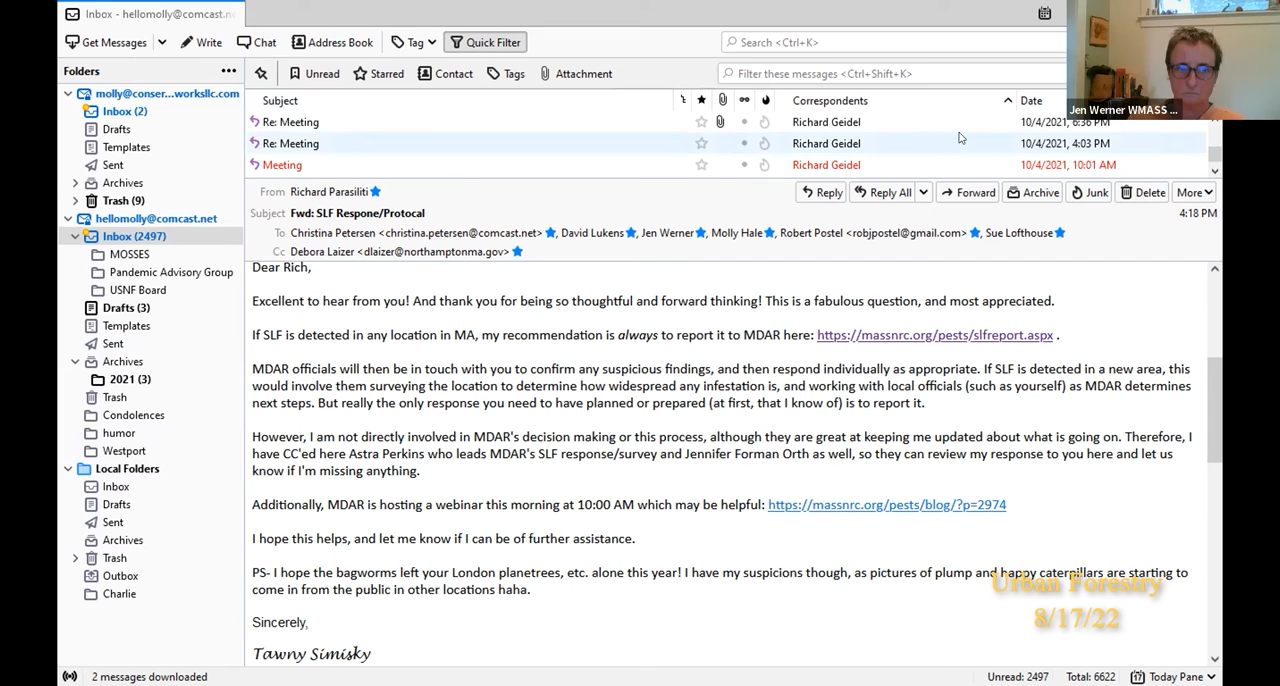 Inbox - hellomolly@comcast.ne
Get Messages Write Chat Address Book Tag Quick Filter Search <Ctrl+K>
Folders ••• Unread Starred Contact Tags Attachment Filter these messages <Ctrl+Shift+K>
molly@conser...worksllc.com
Inbox (2)
Drafts
Templates
Sent
Archives
Trash (9)
hellomolly@comcast.net
Inbox (2497)
MOSSES
Pandemic Advisory Group
USNF Board
Drafts (3)
Templates
Sent
Archives
2021 (3)
Trash
Condolences
humor
Westport
Local Folders
Inbox
Drafts
Sent
Archives
Trash
Outbox
Charlie
Subject Correspondents Date
Re: Meeting Richard Geidel 10/4/2021, 6:36 PM
Re: Meeting Richard Geidel 10/4/2021, 4:03 PM
Meeting Richard Geidel 10/4/2021, 10:01 AM
Jen Werner WMASS ...
From Richard Parasiliti Reply Reply All Forward Archive Junk Delete More
Subject Fwd: SLF Respone/Protocal 4:18 PM
To Christina Petersen <christina.petersen@comcast.net>, David Lukens, Jen Werner, Molly Hale, Robert Postel <robjpostel@gmail.com>, Sue Lofthouse
Cc Debora Laizer <dlaizer@northamptonma.gov>
Dear Rich,
Excellent to hear from you! And thank you for being so thoughtful and forward thinking! This is a fabulous question, and most appreciated.
If SLF is detected in any location in MA, my recommendation is always to report it to MDAR here: https://massnrc.org/pests/slfreport.aspx .
MDAR officials will then be in touch with you to confirm any suspicious findings, and then respond individually as appropriate. If SLF is detected in a new area, this
would involve them surveying the location to determine how widespread any infestation is, and working with local officials (such as yourself) as MDAR determines
next steps. But really the only response you need to have planned or prepared (at first, that I know of) is to report it.
However, I am not directly involved in MDAR's decision making or this process, although they are great at keeping me updated about what is going on. Therefore, I
have CC'ed here Astra Perkins who leads MDAR's SLF response/survey and Jennifer Forman Orth as well, so they can review my response to you here and let us
know if I'm missing anything.
Additionally, MDAR is hosting a webinar this morning at 10:00 AM which may be helpful: https://massnrc.org/pests/blog/?p=2974
I hope this helps, and let me know if I can be of further assistance.
PS- I hope the bagworms left your London planetrees, etc. alone this year! I have my suspicions though, as pictures of plump and happy caterpillars are starting to
come in from the public in other locations haha.
Sincerely,
Tawny Simisky
Urban Forestry
8/17/22
2 messages downloaded Unread: 2497 Total: 6622 17 Today Pane